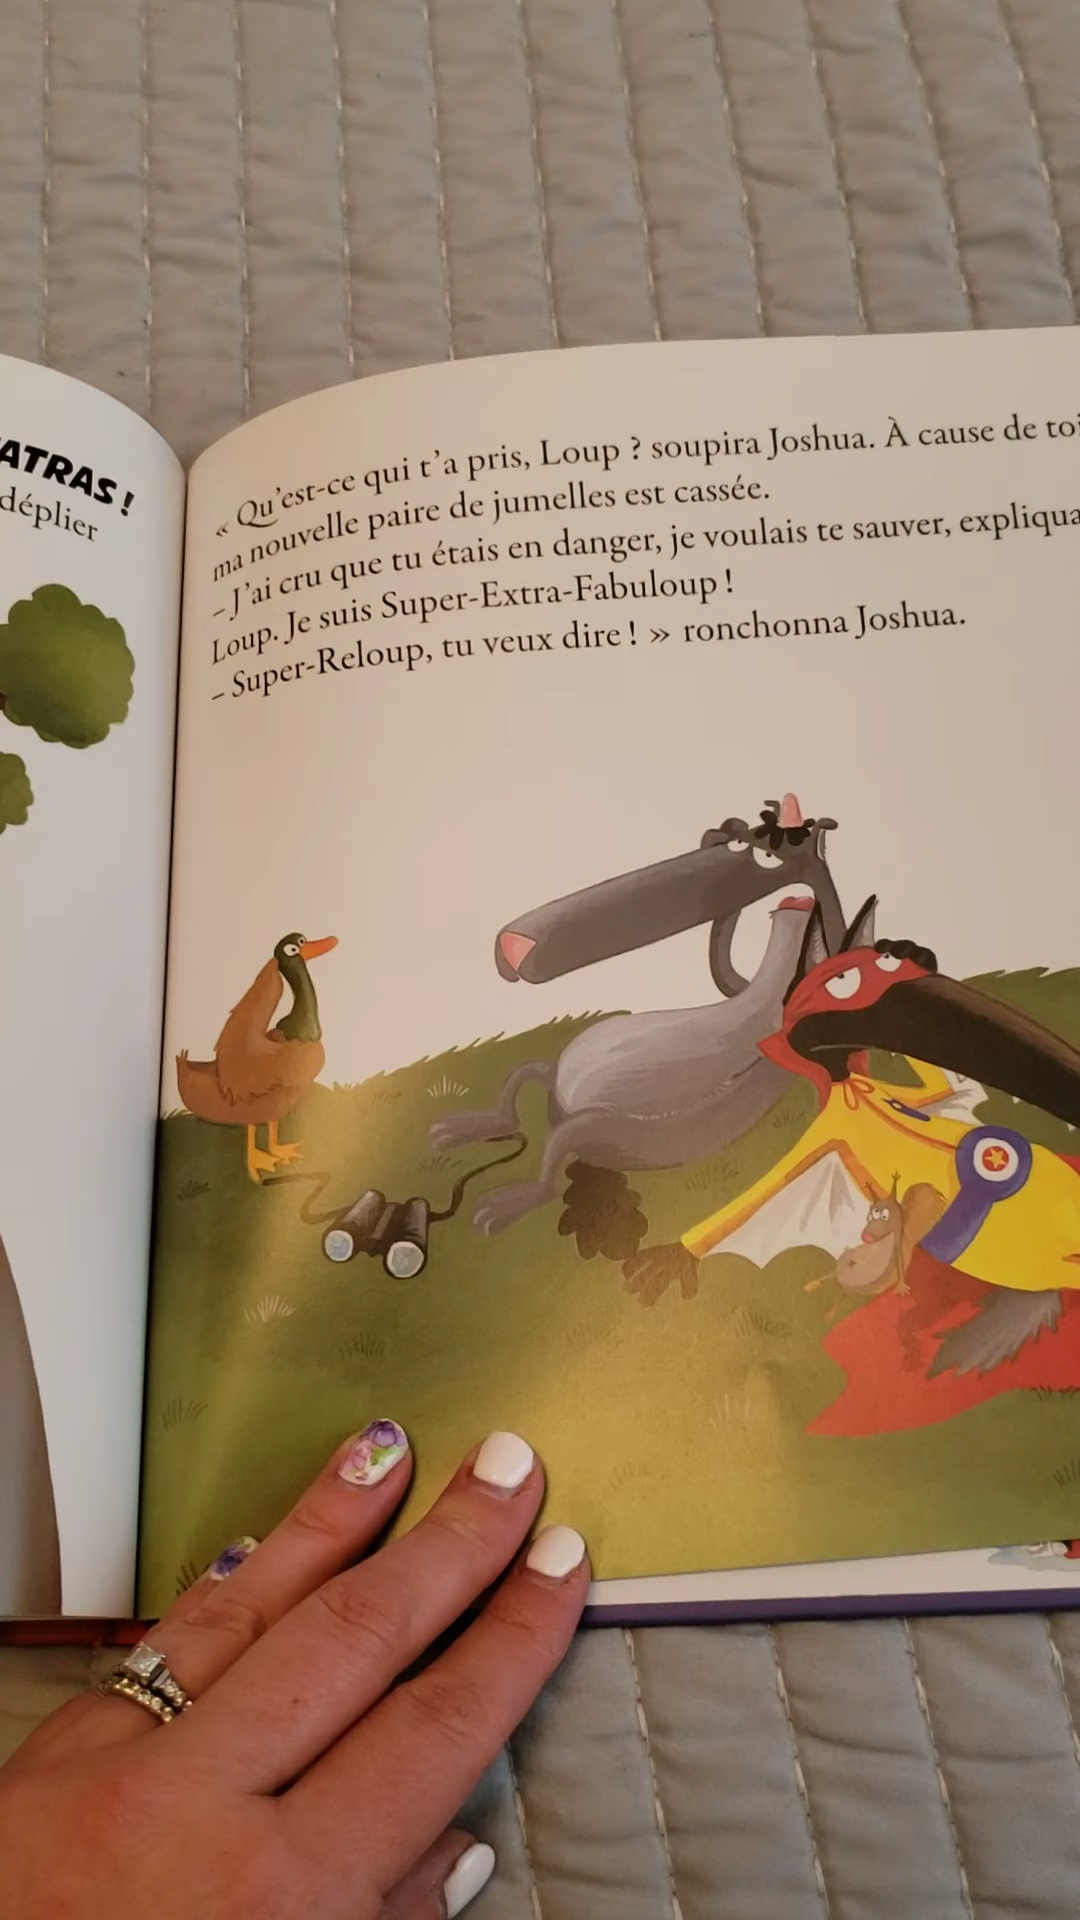 ATRAS !
déplier
« Qu'est-ce qui t'a pris, Loup ? soupira Joshua. À cause de toi
ma nouvelle paire de jumelles est cassée.
– J'ai cru que tu étais en danger, je voulais te sauver, expliqua
Loup. Je suis Super-Extra-Fabuloup !
– Super-Reloup, tu veux dire ! » ronchonna Joshua.